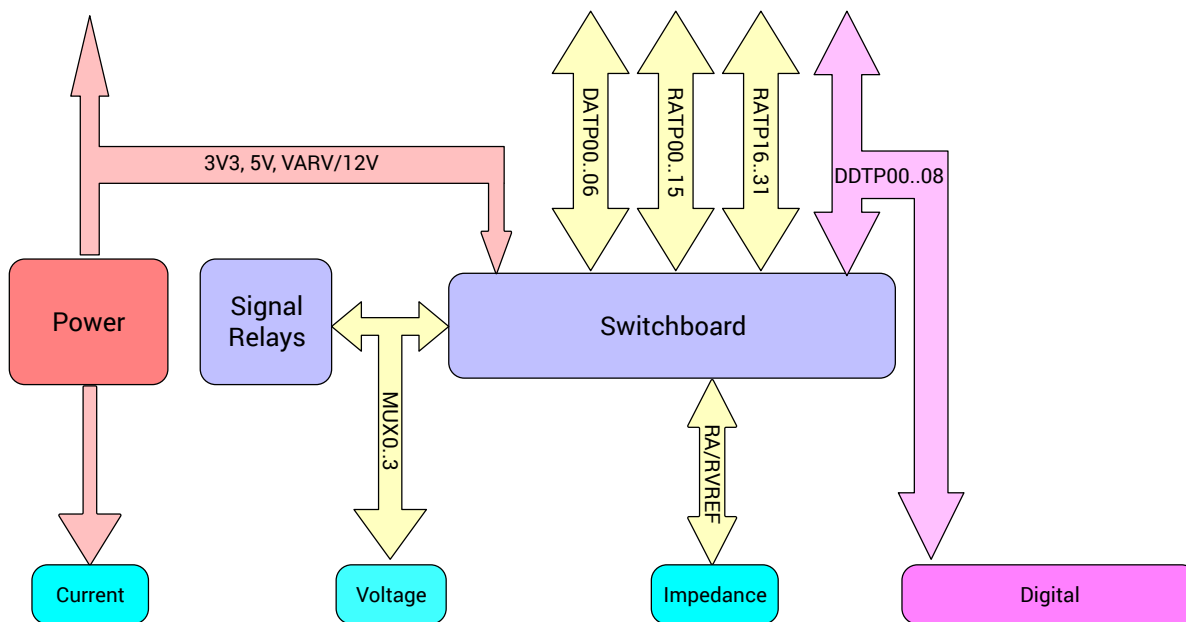 DATP00..06
RATP00..15
RATP16..31
3V3, 5V, VARV/12V
DDTP00..08
Power
Signal
Relays
Switchboard
MUX0..3
RA/RVREF
Current
Voltage
Impedance
Digital